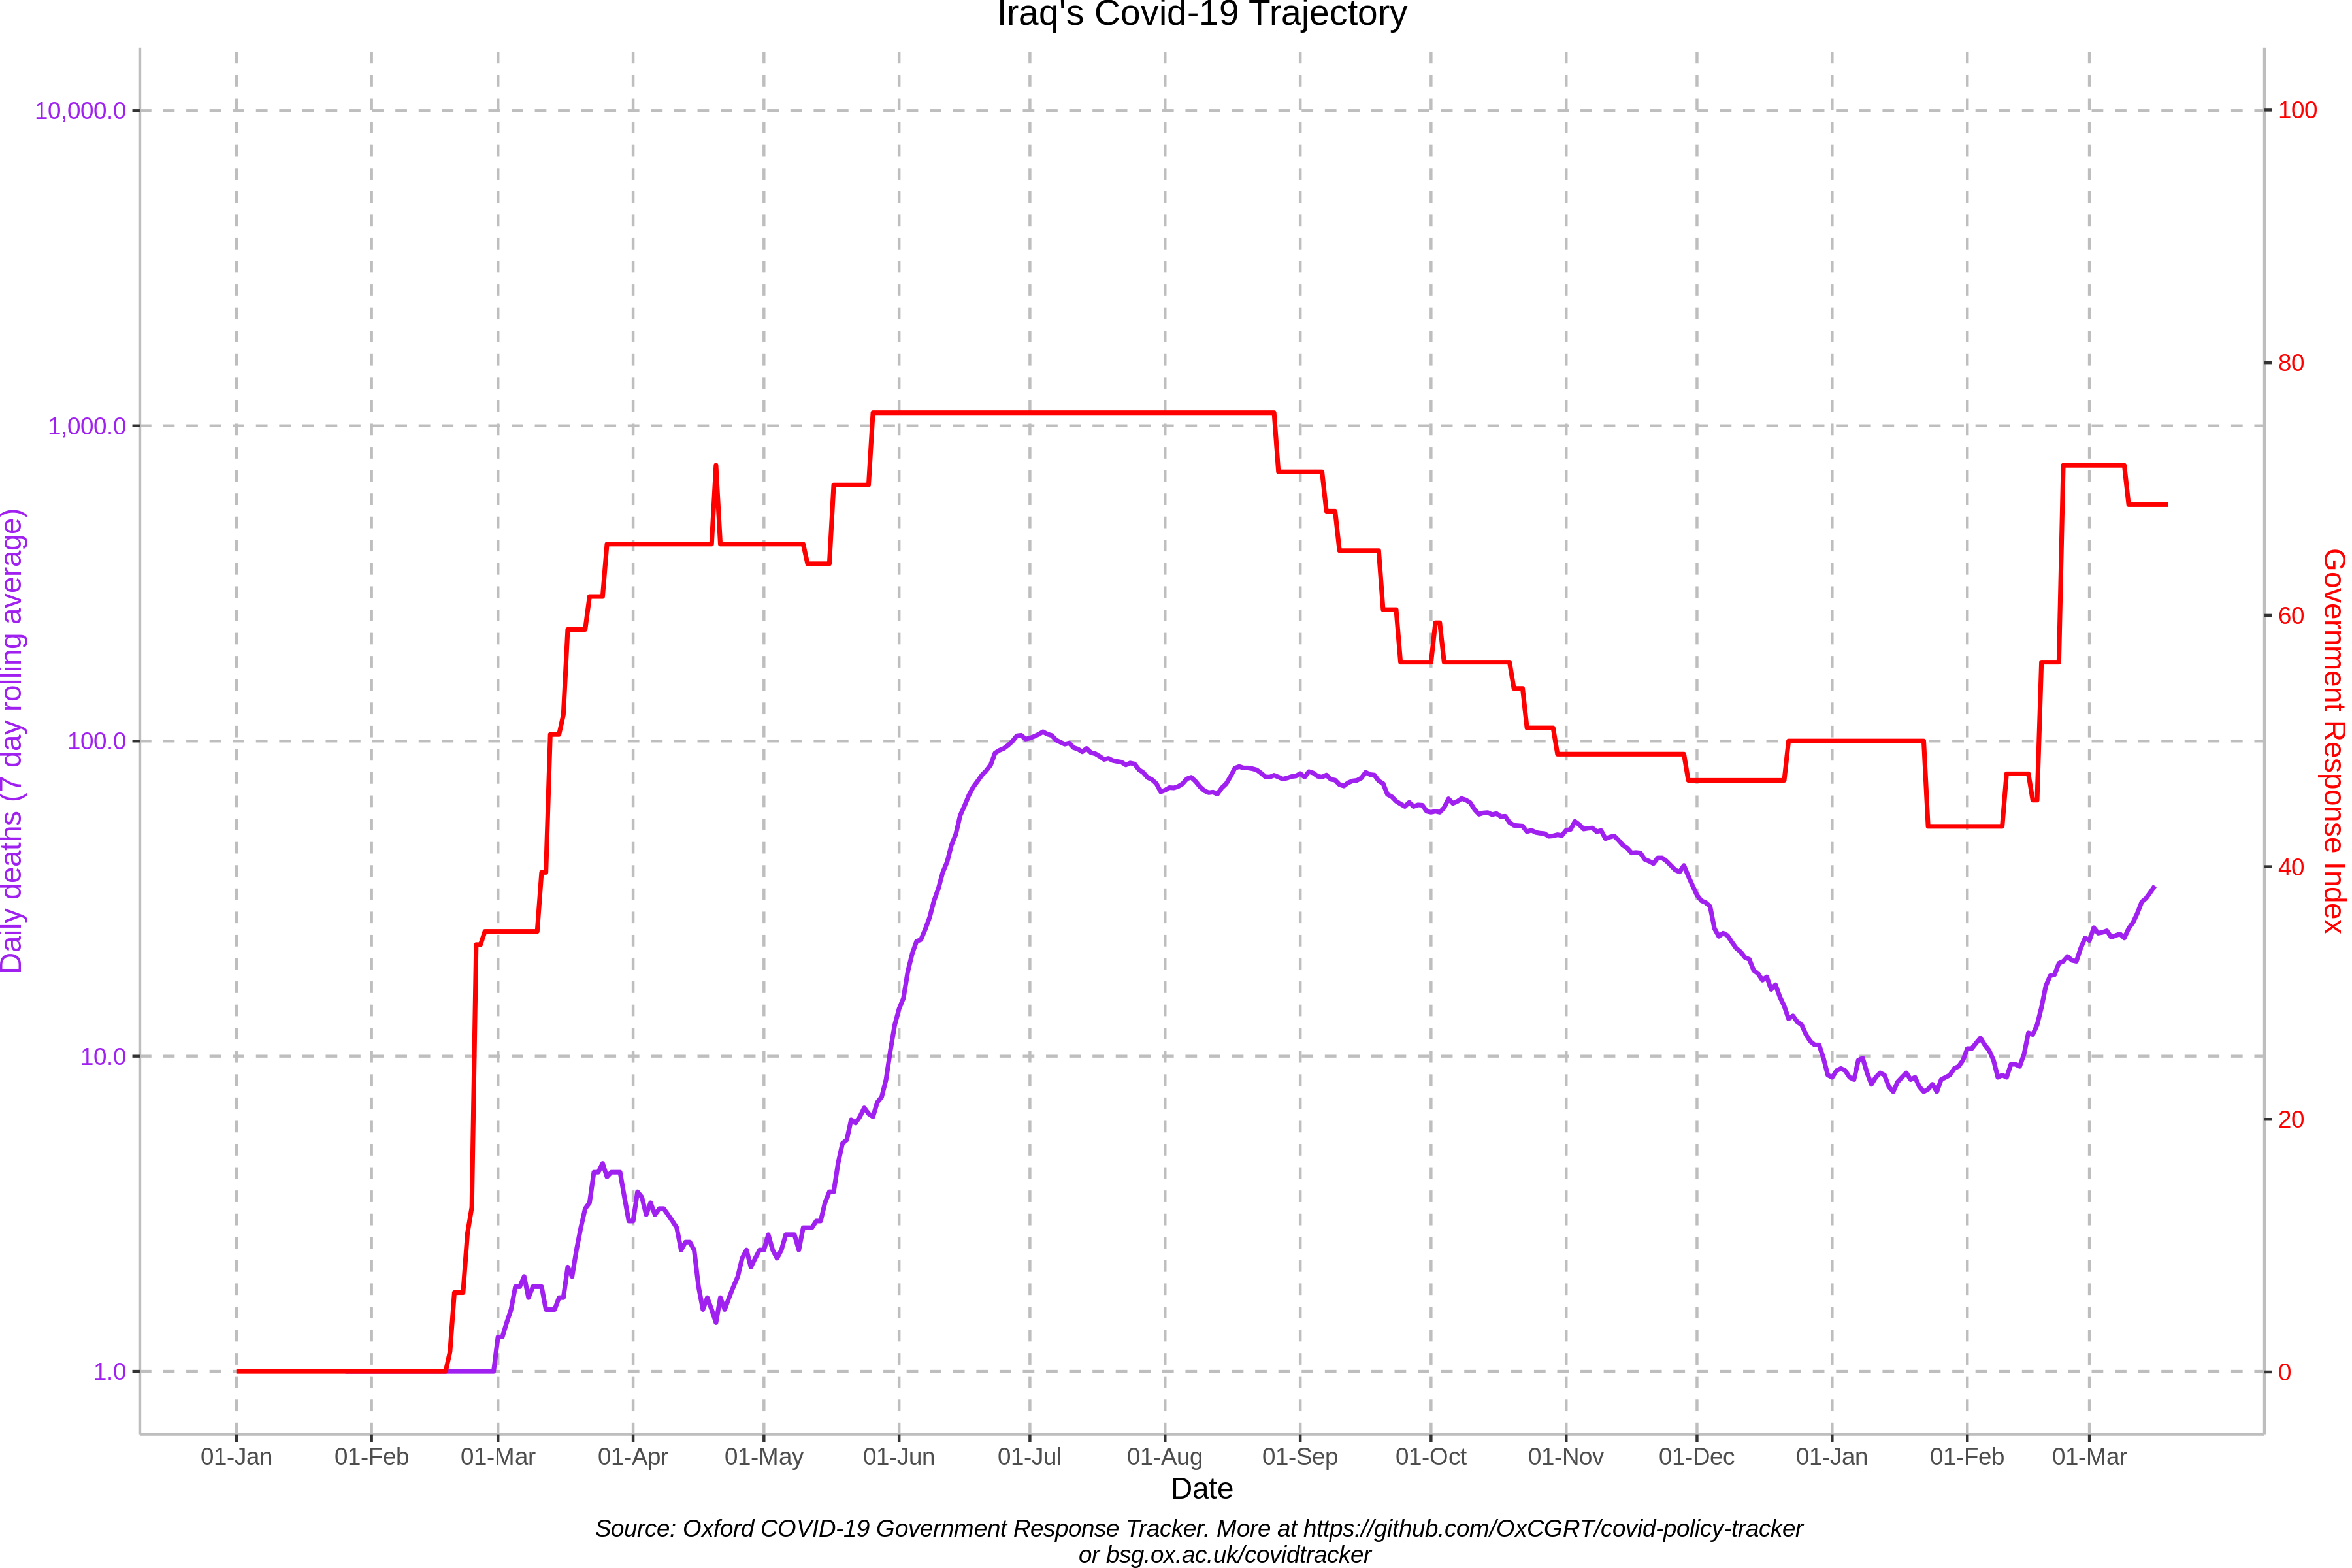 Iraq's Covid-19 Trajectory
10,000.0
1,000.0
100.0
10.0
1.0
Daily deaths (7 day rolling average)
100
80
60
40
20
0
Government Response Index
01-Jan 01-Feb 01-Mar 01-Apr 01-May 01-Jun 01-Jul 01-Aug 01-Sep 01-Oct 01-Nov 01-Dec 01-Jan 01-Feb 01-Mar
Date
Source: Oxford COVID-19 Government Response Tracker. More at https://github.com/OxCGRT/covid-policy-tracker
or bsg.ox.ac.uk/covidtracker